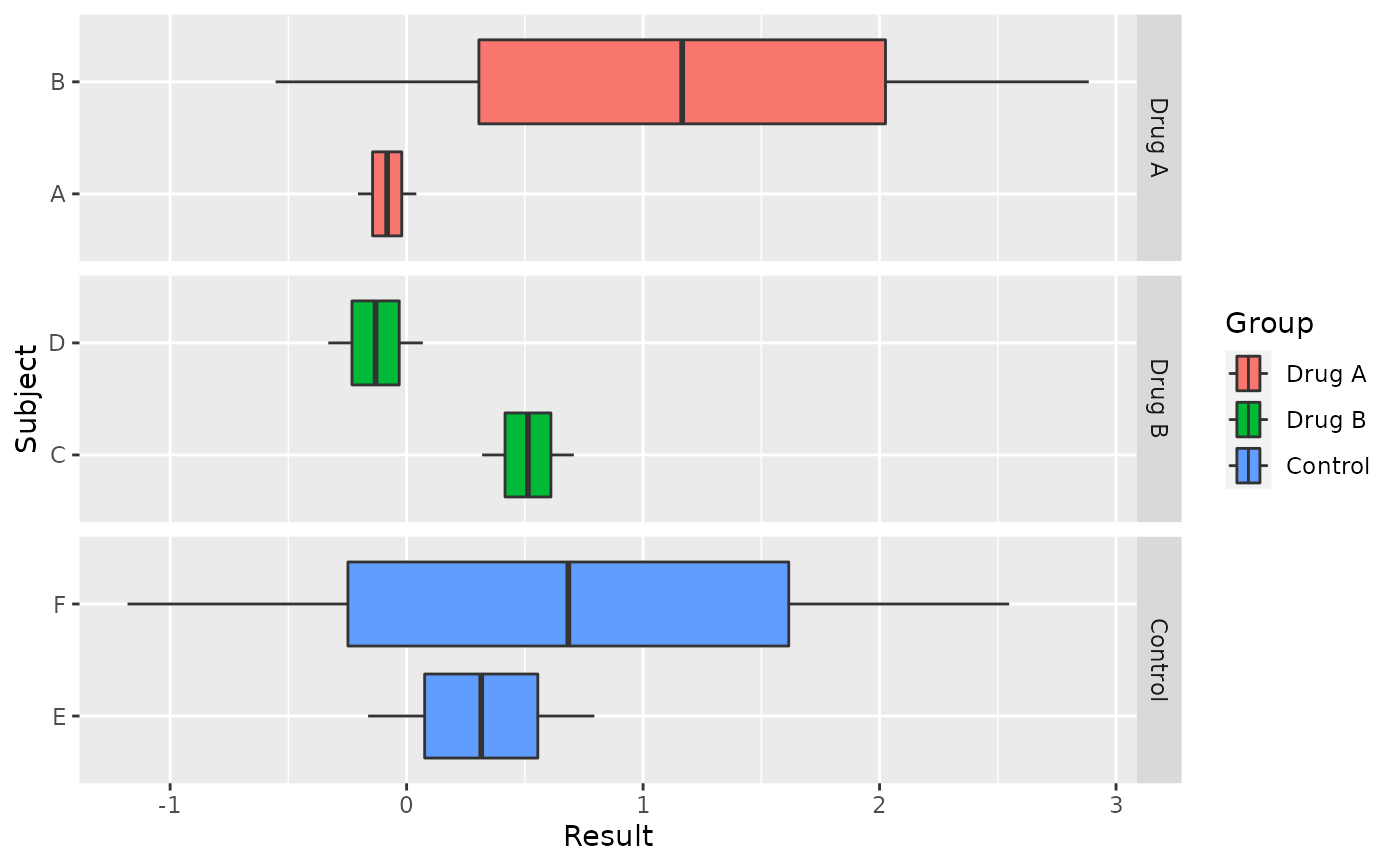 B
A
Drug A
D
C
Drug B
F
E
Control
-1 0 1 2 3
Result
Subject
Group
Drug A
Drug B
Control